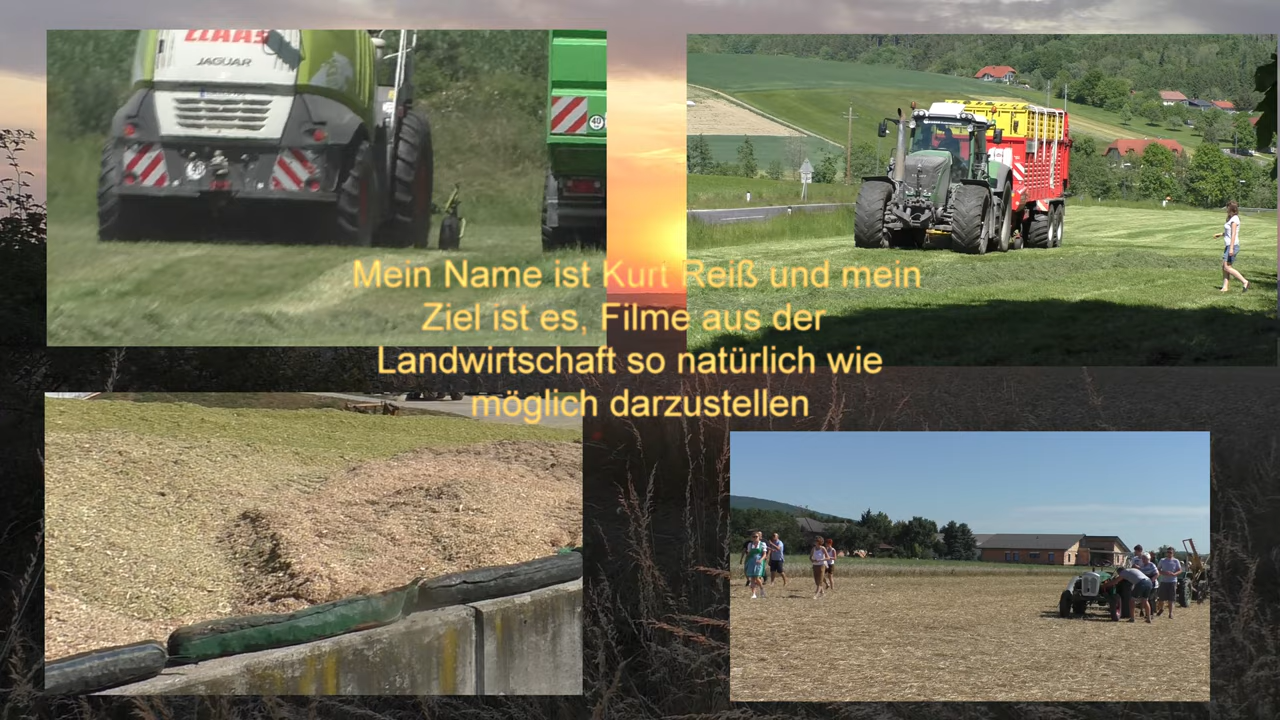 CLAAS
JAGUAR
40
Mein Name ist Kurt Reiß und mein
Ziel ist es, Filme aus der
Landwirtschaft so natürlich wie
möglich darzustellen